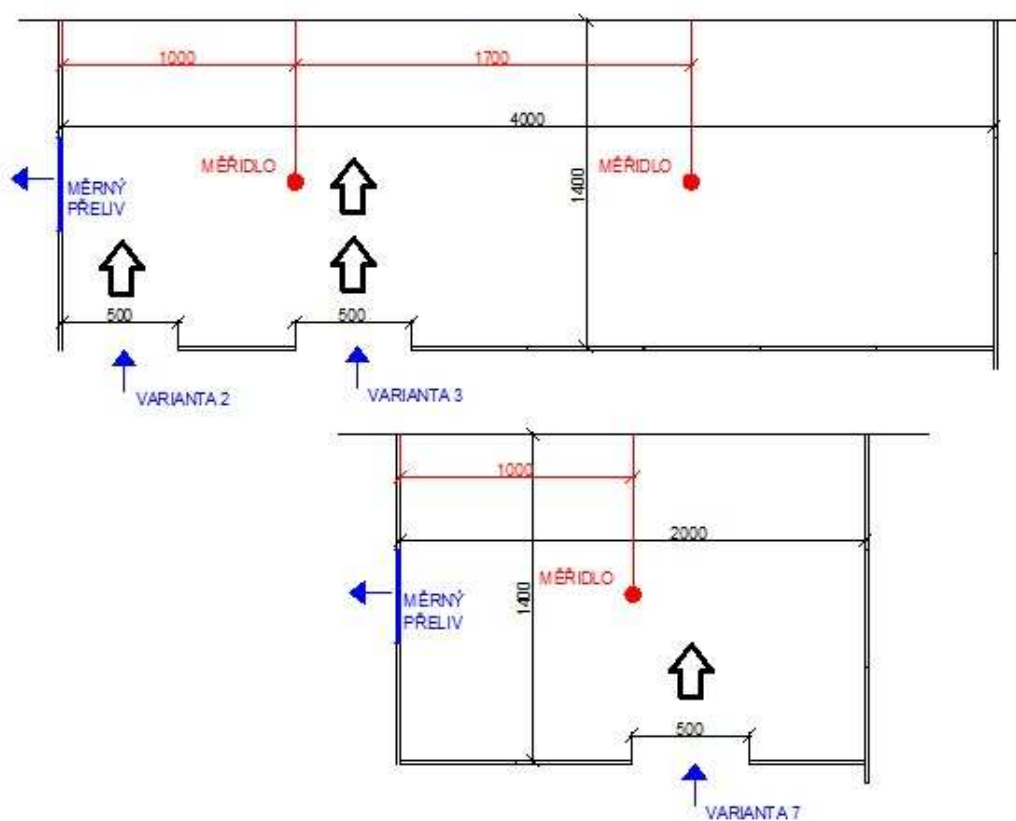 1000
1700
4000
MĚŘIDLO
MĚŘIDLO
MĚRNÝ
PŘELIV
1400
500
500
VARIANTA 2
VARIANTA 3
1000
2000
MĚŘIDLO
MĚRNÝ
PŘELIV
1400
500
VARIANTA 7